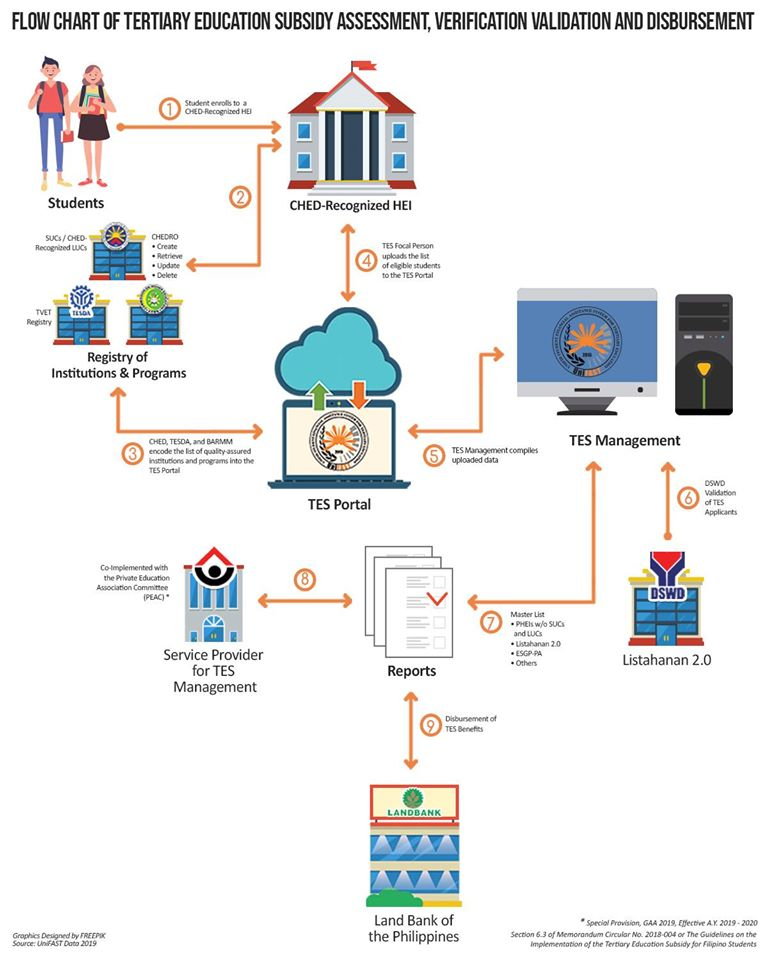 FLOW CHART OF TERTIARY EDUCATION SUBSIDY ASSESSMENT, VERIFICATION VALIDATION AND DISBURSEMENT
1
Student enrolls to a
CHED-Recognized HEI
Students
CHED-Recognized HEI
2
SUCs / CHED-
Recognized LUCs
CHEDRO
• Create
• Retrieve
• Update
• Delete
4
TES Focal Person
uploads the list
of eligible students
to the TES Portal
TVET
Registry
TESDA
Registry of
Institutions & Programs
UNIFAST
TES Management
3
CHED, TESDA, and BARMM
encode the list of quality-assured
institutions and programs into the
TES Portal
TES Portal
5
TES Management compiles
uploaded data
6
DSWD
Validation
of TES
Applicants
Co-Implemented with
the Private Education
Association Committee
(PEAC) *
8
Service Provider
for TES
Management
Reports
7
Master List
• PHEIs w/o SUCs
and LUCs
• Listahanan 2.0
• ESGP-PA
• Others
DSWD
Listahanan 2.0
9
Disbursement of
TES Benefits
LANDBANK
Land Bank of
the Philippines
* Special Provision, GAA 2019, Effective A.Y. 2019 - 2020
Section 6.3 of Memorandum Circular No. 2018-004 or The Guidelines on the
Implementation of the Tertiary Education Subsidy for Filipino Students
Graphics Designed by FREEPIK
Source: UniFAST Data 2019